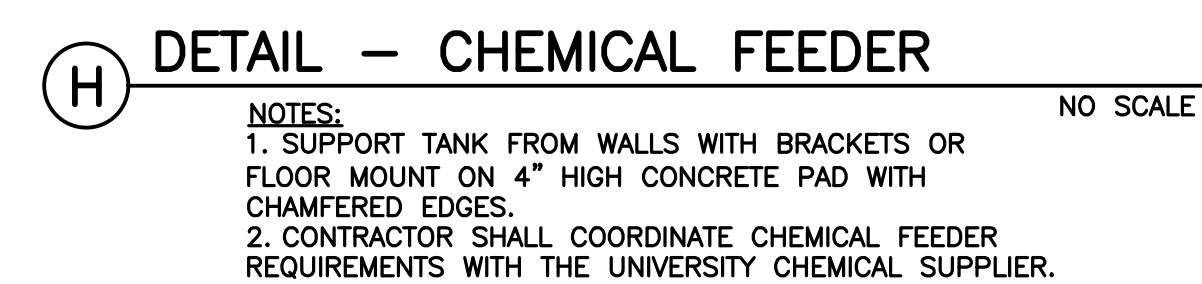 H
DETAIL – CHEMICAL FEEDER
NO SCALE
NOTES:
1. SUPPORT TANK FROM WALLS WITH BRACKETS OR
FLOOR MOUNT ON 4" HIGH CONCRETE PAD WITH
CHAMFERED EDGES.
2. CONTRACTOR SHALL COORDINATE CHEMICAL FEEDER
REQUIREMENTS WITH THE UNIVERSITY CHEMICAL SUPPLIER.